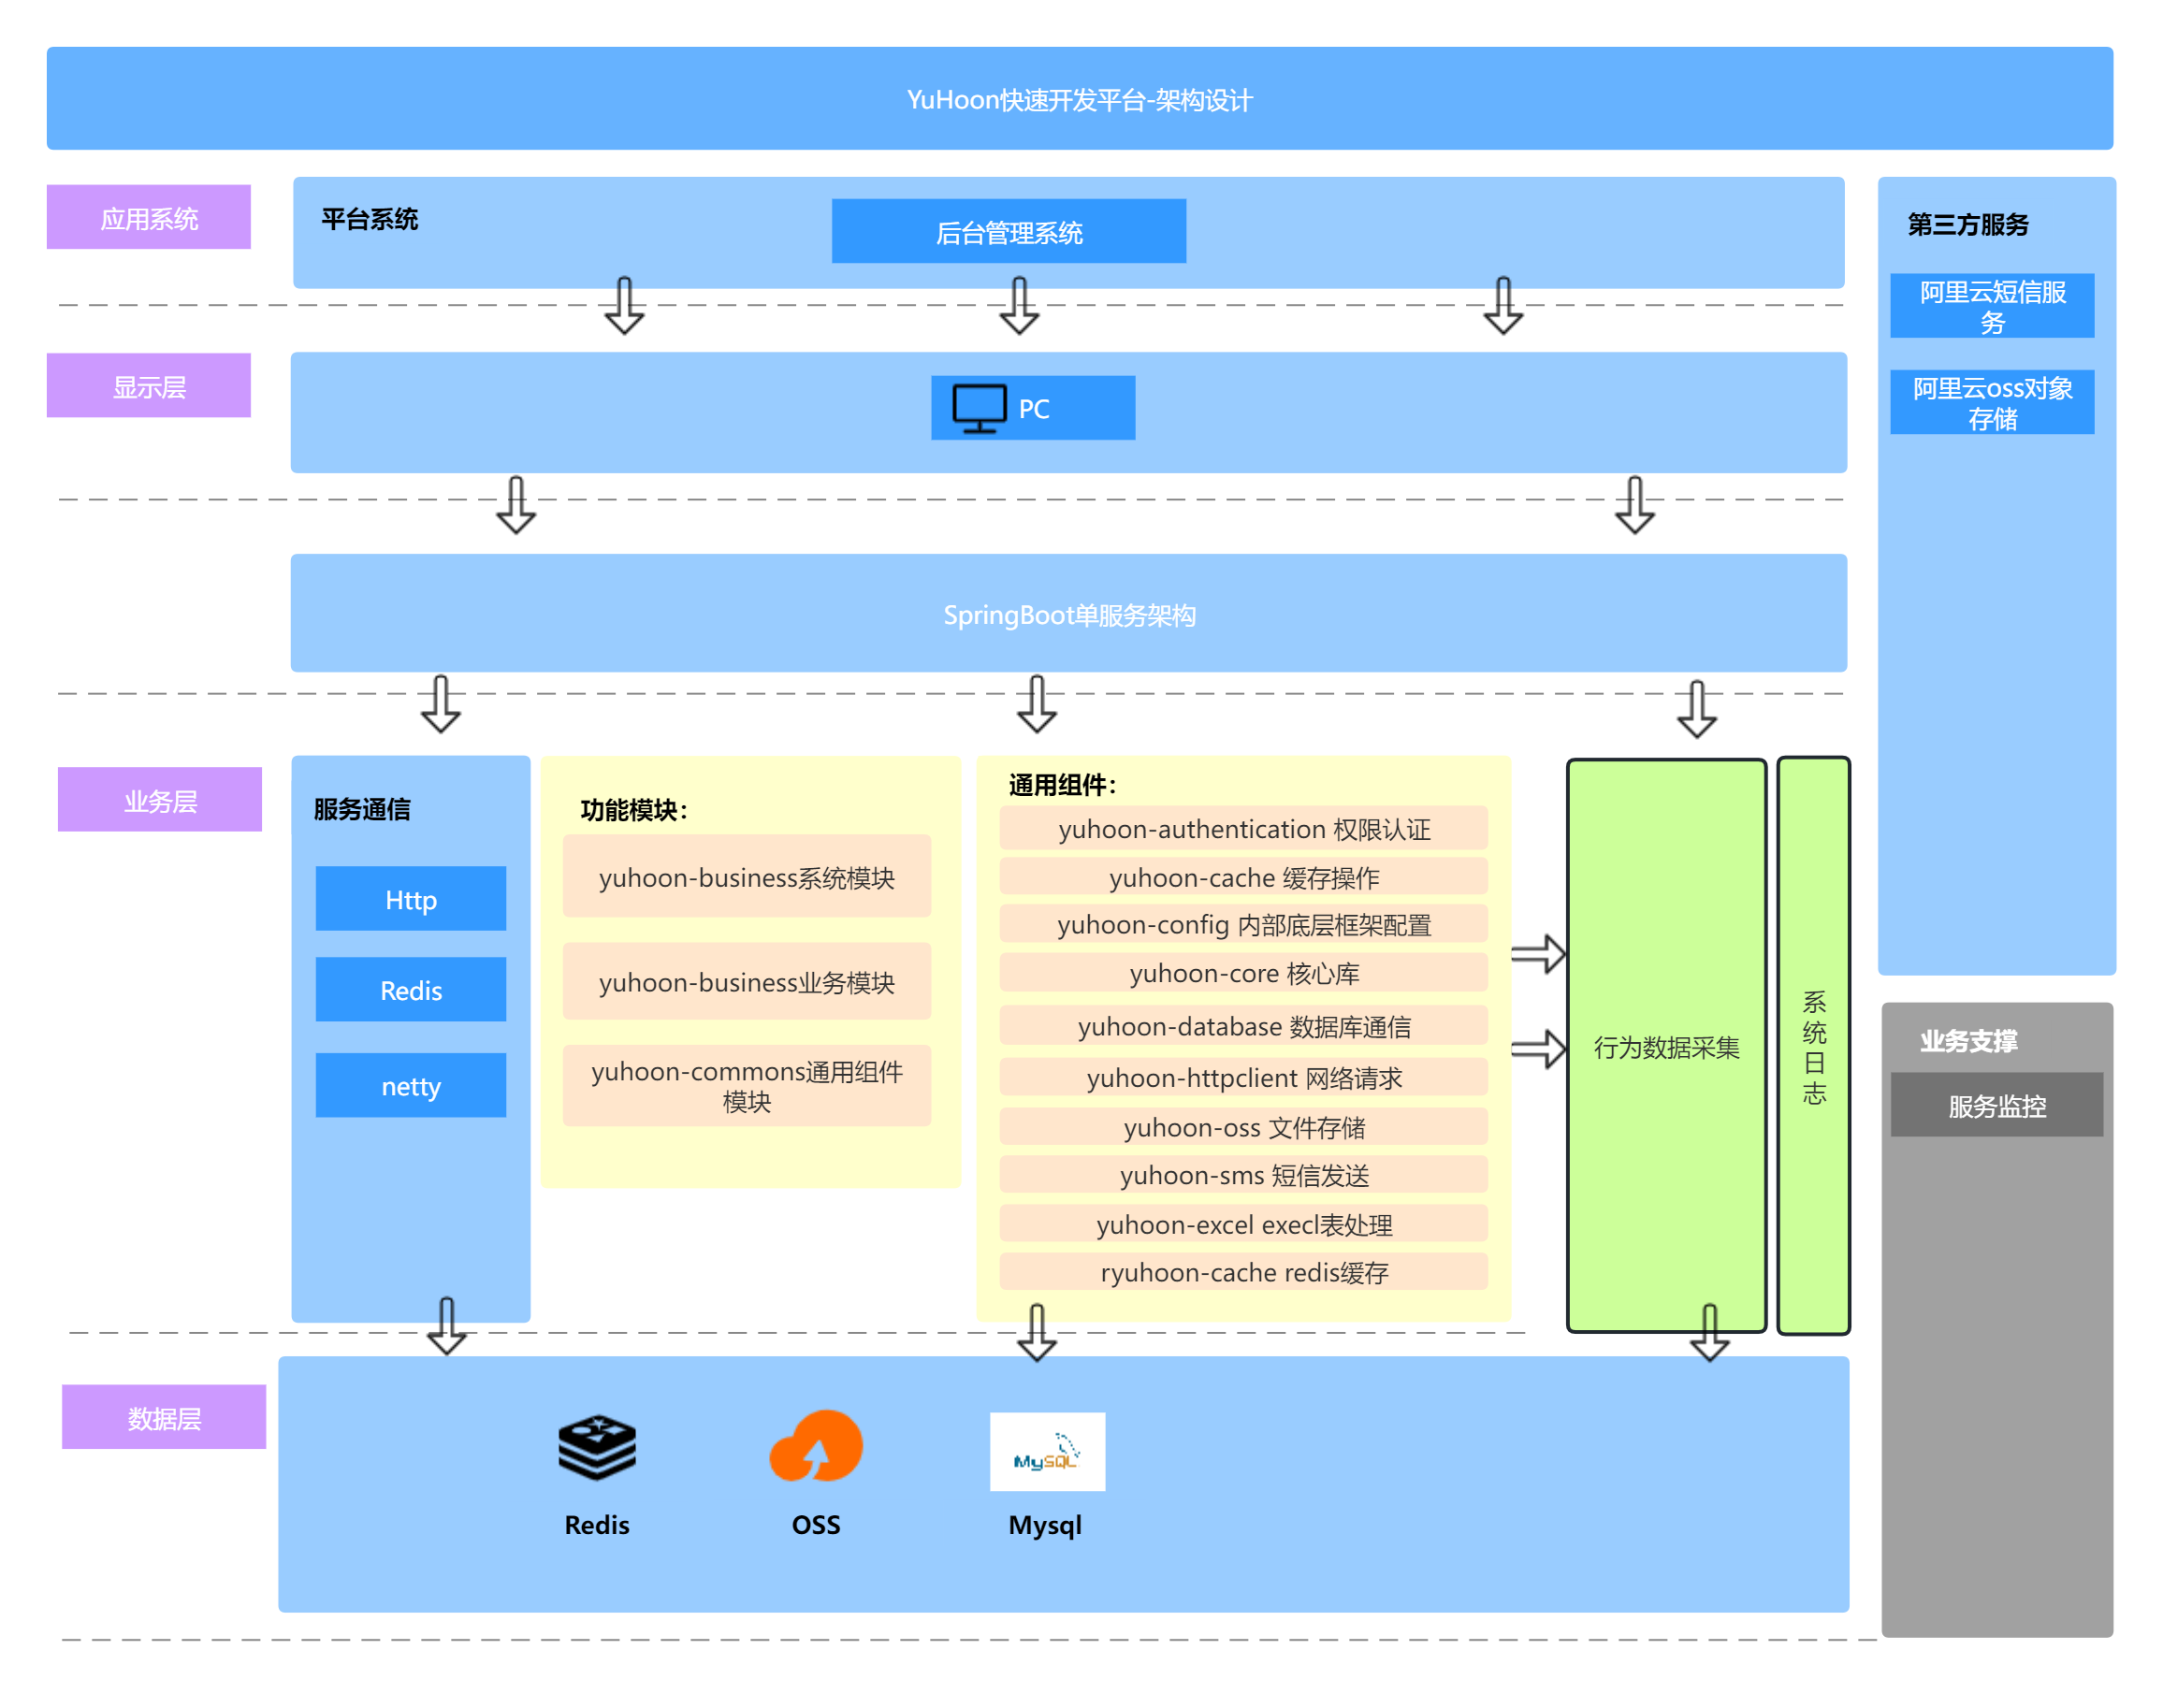 YuHoon快速开发平台-架构设计
应用系统
平台系统
后台管理系统
第三方服务
阿里云短信服
务
阿里云oss对象
存储
显示层
PC
SpringBoot单服务架构
业务层
服务通信
Http
Redis
netty
功能模块：
yuhoon-business系统模块
yuhoon-business业务模块
yuhoon-commons通用组件
模块
通用组件：
yuhoon-authentication 权限认证
yuhoon-cache 缓存操作
yuhoon-config 内部底层框架配置
yuhoon-core 核心库
yuhoon-database 数据库通信
yuhoon-httpclient 网络请求
yuhoon-oss 文件存储
yuhoon-sms 短信发送
yuhoon-excel execl表处理
ryuhoon-cache redis缓存
行为数据采集
系
统
日
志
业务支撑
服务监控
数据层
MySQL
Redis
OSS
Mysql